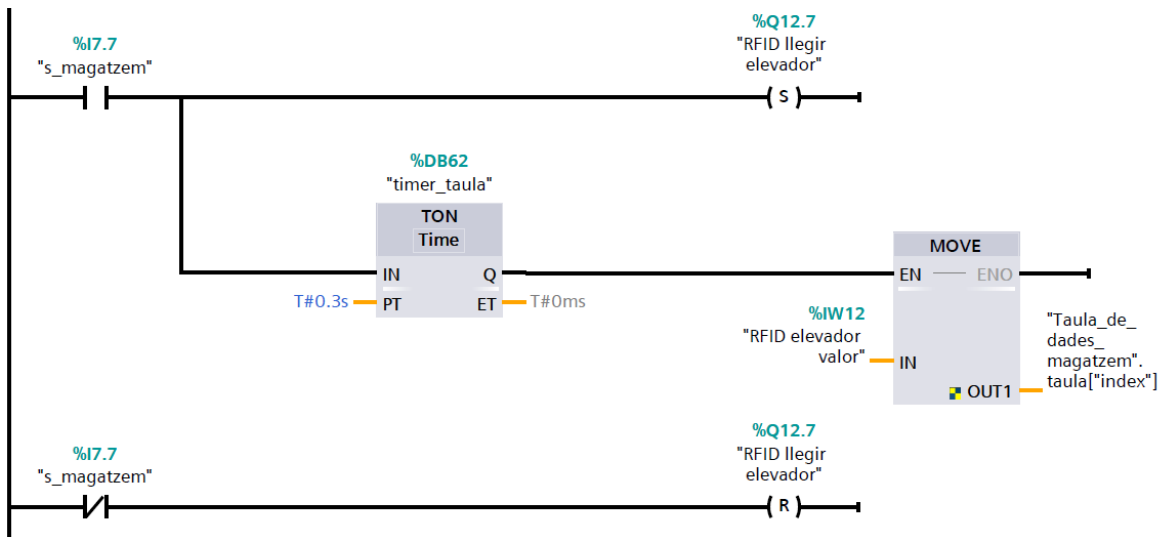 %I7.7
"s_magatzem"
%Q12.7
"RFID llegir
elevador"
S
%DB62
"timer_taula"
TON
Time
IN
Q
T#0.3s
PT
ET
T#0ms
MOVE
EN
ENO
%IW12
"RFID elevador
valor"
IN
OUT1
"Taula_de_
dades_
magatzem".
taula["index"]
%I7.7
"s_magatzem"
%Q12.7
"RFID llegir
elevador"
R